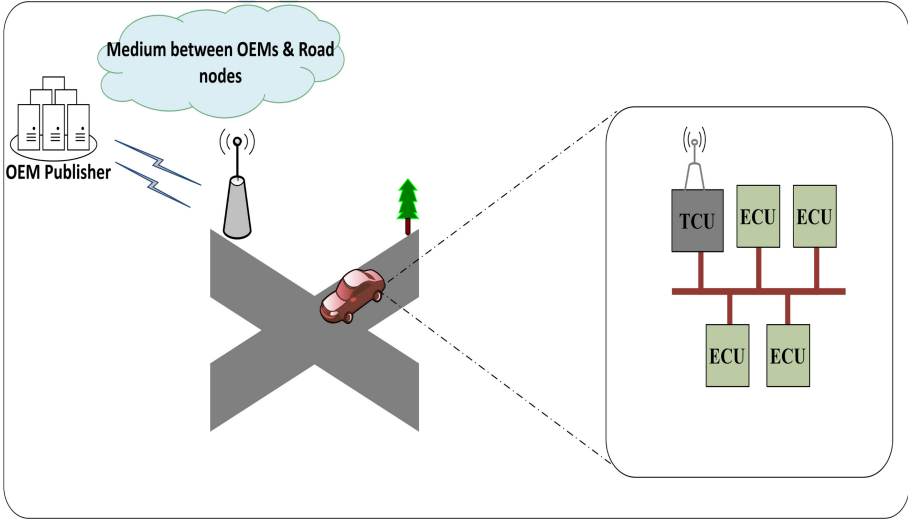 Medium between OEMs & Road
nodes
OEM Publisher
TCU
ECU
ECU
ECU
ECU